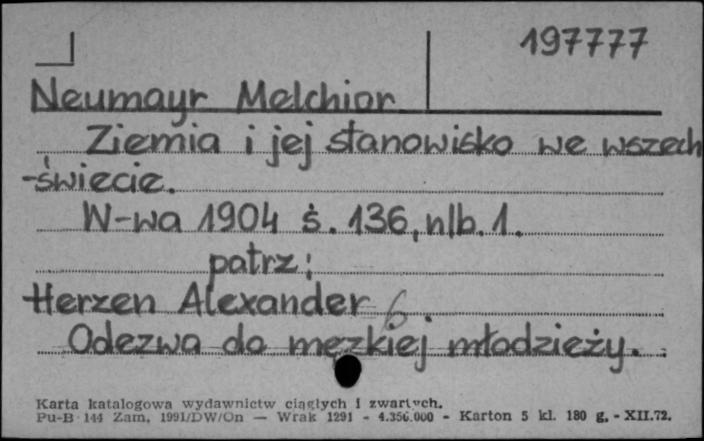 197777
Neumayr Melchior
Ziemia i jej stanowisko we wszech
-świecie.
W-wa 1904 ś. 136, nlb. 1.
patrz:
Herzen Alexander 6
Odezwa do męzkiej młodzieży.
Karta katalogowa wydawnictw ciągłych i zwartych.
Pu-B 144 Zam. 1991/DW/On — Wrak 1291 - 4.350.000 - Karton 5 kl. 180 g. - XII.72.